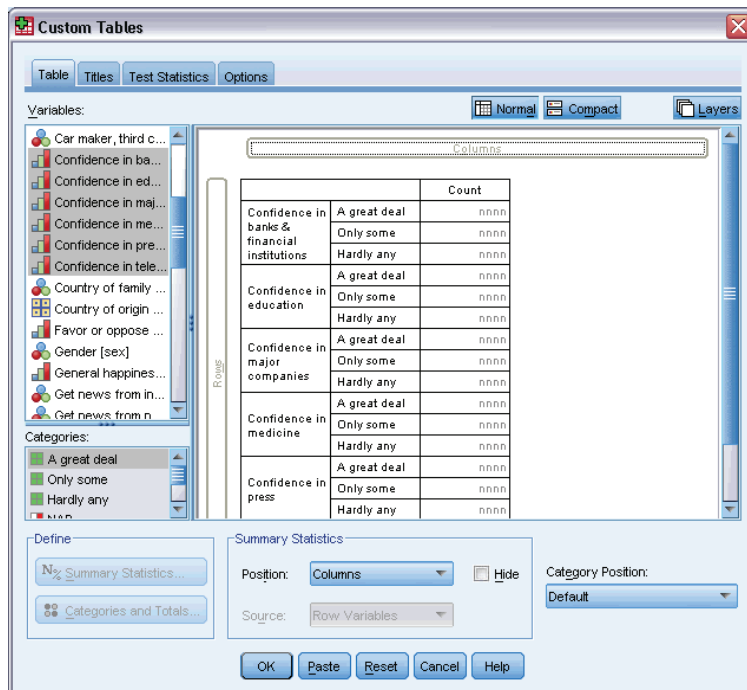 Custom Tables
Table Titles Test Statistics Options
Variables:
Normal Compact Layers
Car maker, third c...
Confidence in ba...
Confidence in ed...
Confidence in maj...
Confidence in me...
Confidence in pre...
Confidence in tele...
Country of family ...
Country of origin ...
Favor or oppose ...
Gender [sex]
General happines...
Get news from in...
Get news from n...
Categories:
A great deal
Only some
Hardly any
NAP
Columns
Rows
Count
Confidence in banks & financial institutions
A great deal nnnn
Only some nnnn
Hardly any nnnn
Confidence in education
A great deal nnnn
Only some nnnn
Hardly any nnnn
Confidence in major companies
A great deal nnnn
Only some nnnn
Hardly any nnnn
Confidence in medicine
A great deal nnnn
Only some nnnn
Hardly any nnnn
Confidence in press
A great deal nnnn
Only some nnnn
Hardly any nnnn
Define
N% Summary Statistics...
Categories and Totals...
Summary Statistics
Position: Columns Hide
Source: Row Variables
Category Position:
Default
OK Paste Reset Cancel Help